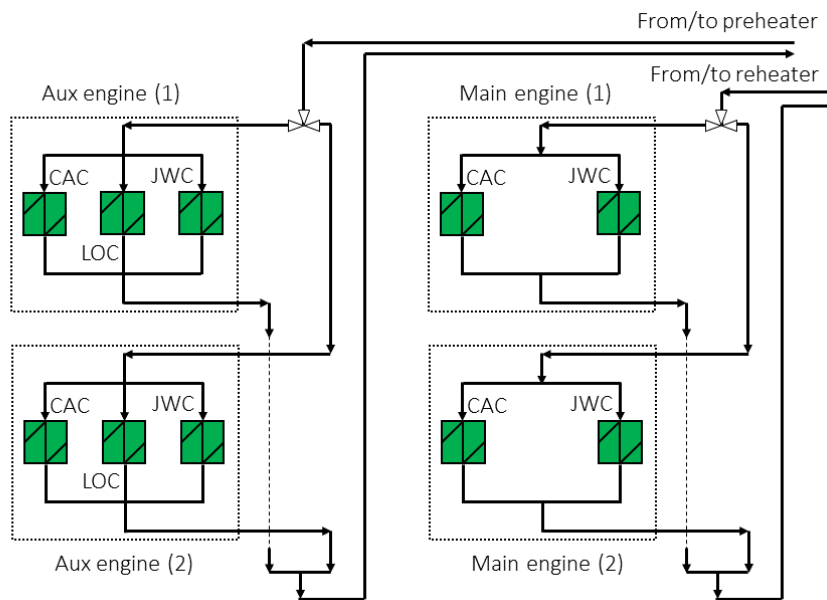 From/to preheater
From/to reheater
Aux engine (1)
Main engine (1)
CAC
JWC
LOC
CAC
JWC
CAC
JWC
LOC
CAC
JWC
Aux engine (2)
Main engine (2)